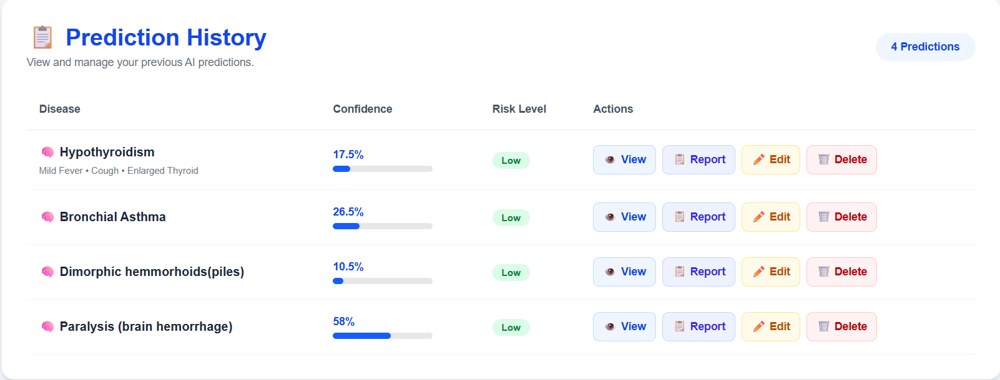 Prediction History
View and manage your previous AI predictions.
4 Predictions
Disease Confidence Risk Level Actions
Hypothyroidism
Mild Fever • Cough • Enlarged Thyroid
17.5%
Low
View Report Edit Delete
Bronchial Asthma
26.5%
Low
View Report Edit Delete
Dimorphic hemmorhoids(piles)
10.5%
Low
View Report Edit Delete
Paralysis (brain hemorrhage)
58%
Low
View Report Edit Delete